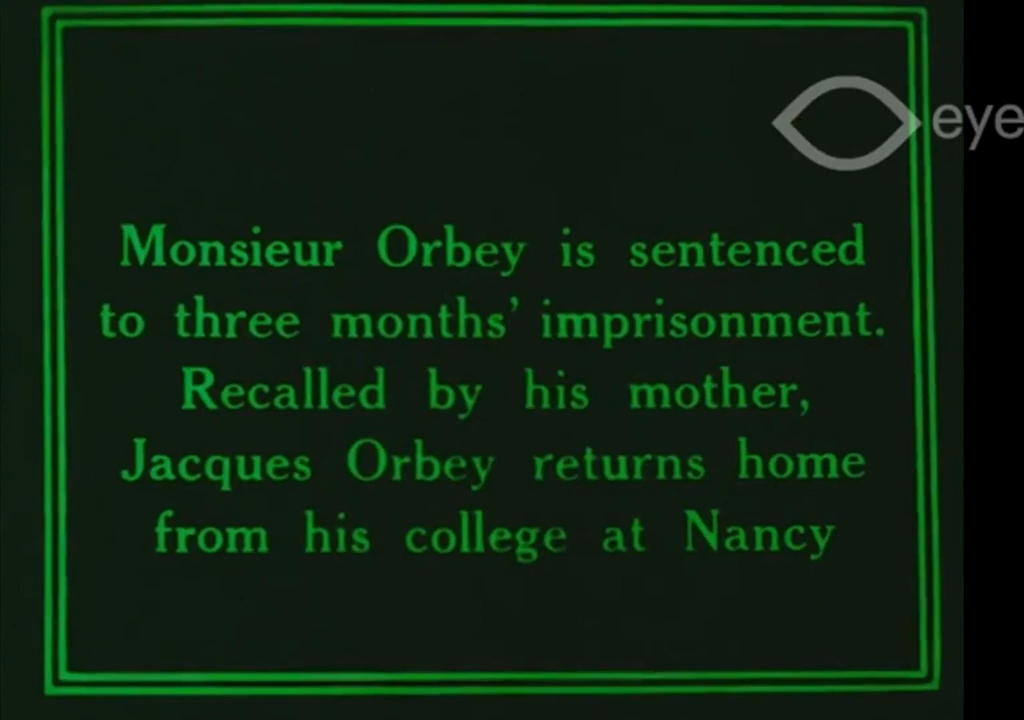 eye
Monsieur Orbey is sentenced
to three months' imprisonment.
Recalled by his mother,
Jacques Orbey returns home
from his college at Nancy